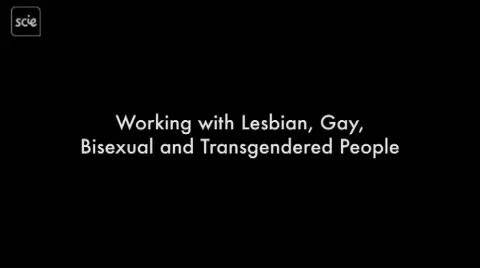 scie
Working with Lesbian, Gay,
Bisexual and Transgendered People